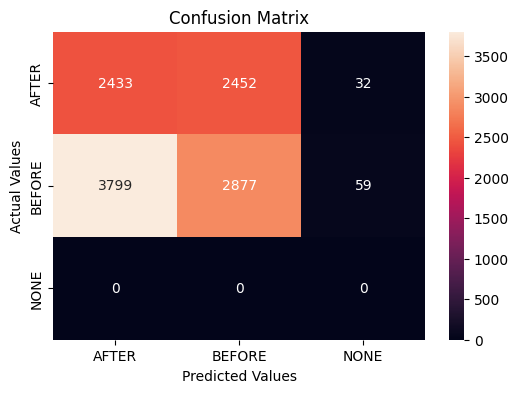 Confusion Matrix
Actual Values
AFTER
2433 2452 32
BEFORE
3799 2877 59
NONE
0 0 0
AFTER BEFORE NONE
Predicted Values
3500
3000
2500
2000
1500
1000
500
0